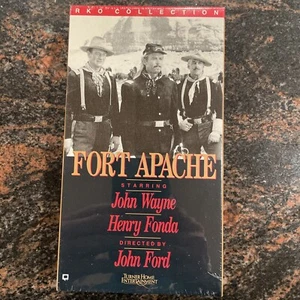 RKO COLLECTION
FORT APACHE
STARRING
John Wayne
Henry Fonda
DIRECTED BY
John Ford
TURNER HOME
ENTERTAINMENT